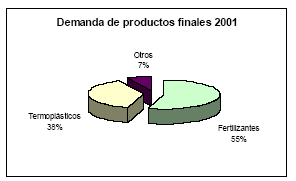 Demanda de productos finales 2001
Otros
7%
Termoplásticos
38%
Fertilizantes
55%